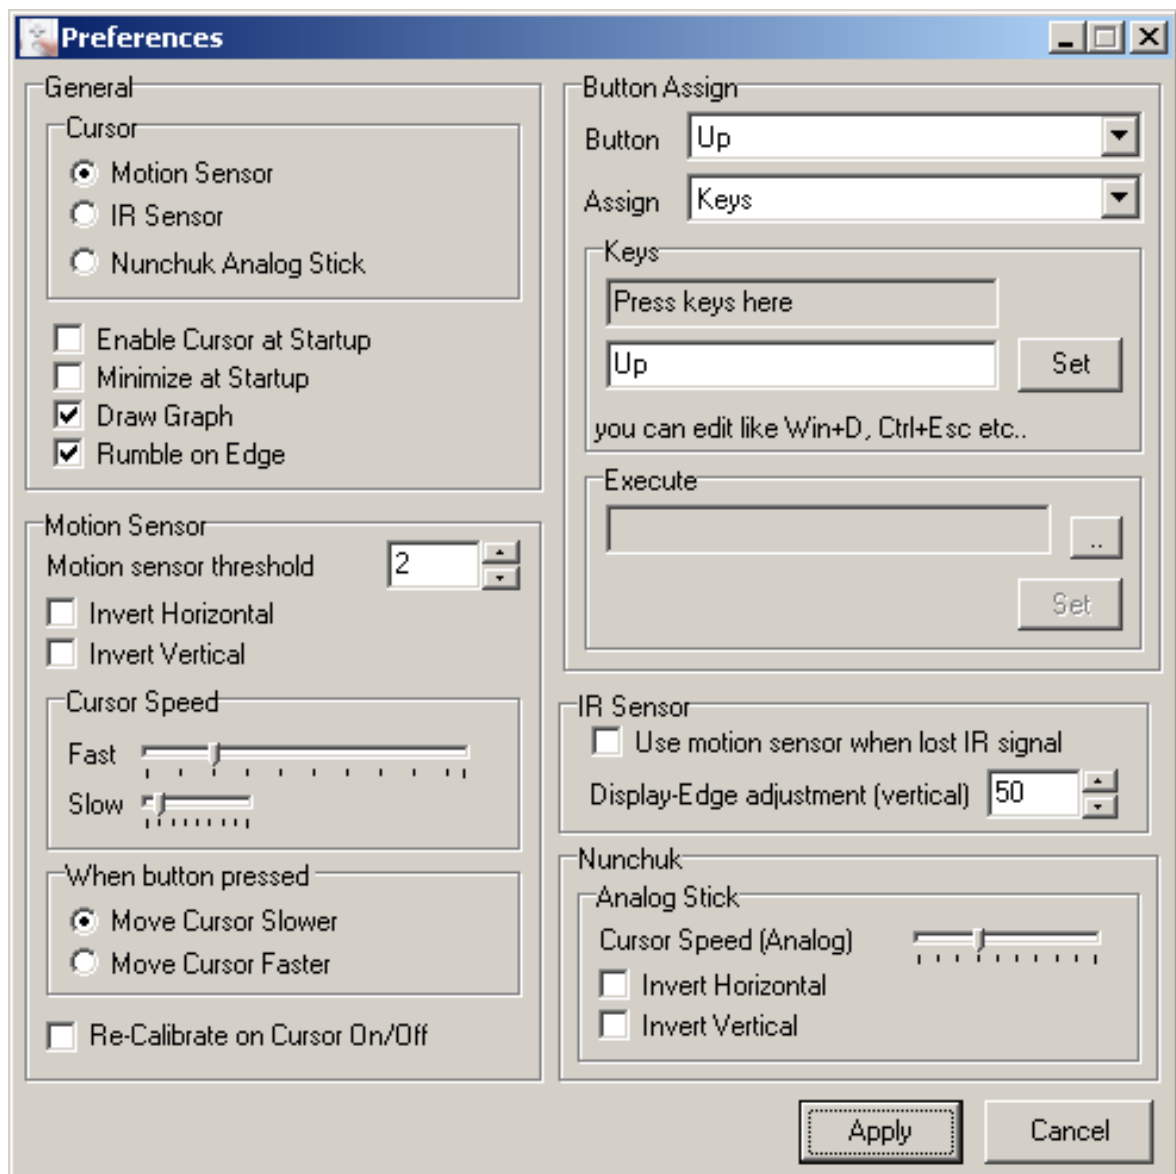 Preferences
General
Cursor
Motion Sensor
IR Sensor
Nunchuk Analog Stick
Enable Cursor at Startup
Minimize at Startup
Draw Graph
Rumble on Edge
Motion Sensor
Motion sensor threshold 2
Invert Horizontal
Invert Vertical
Cursor Speed
Fast
Slow
When button pressed
Move Cursor Slower
Move Cursor Faster
Re-Calibrate on Cursor On/Off
Button Assign
Button Up
Assign Keys
Keys
Press keys here
Up Set
you can edit like Win+D, Ctrl+Esc etc..
Execute
..
Set
IR Sensor
Use motion sensor when lost IR signal
Display-Edge adjustment (vertical) 50
Nunchuk
Analog Stick
Cursor Speed (Analog)
Invert Horizontal
Invert Vertical
Apply Cancel